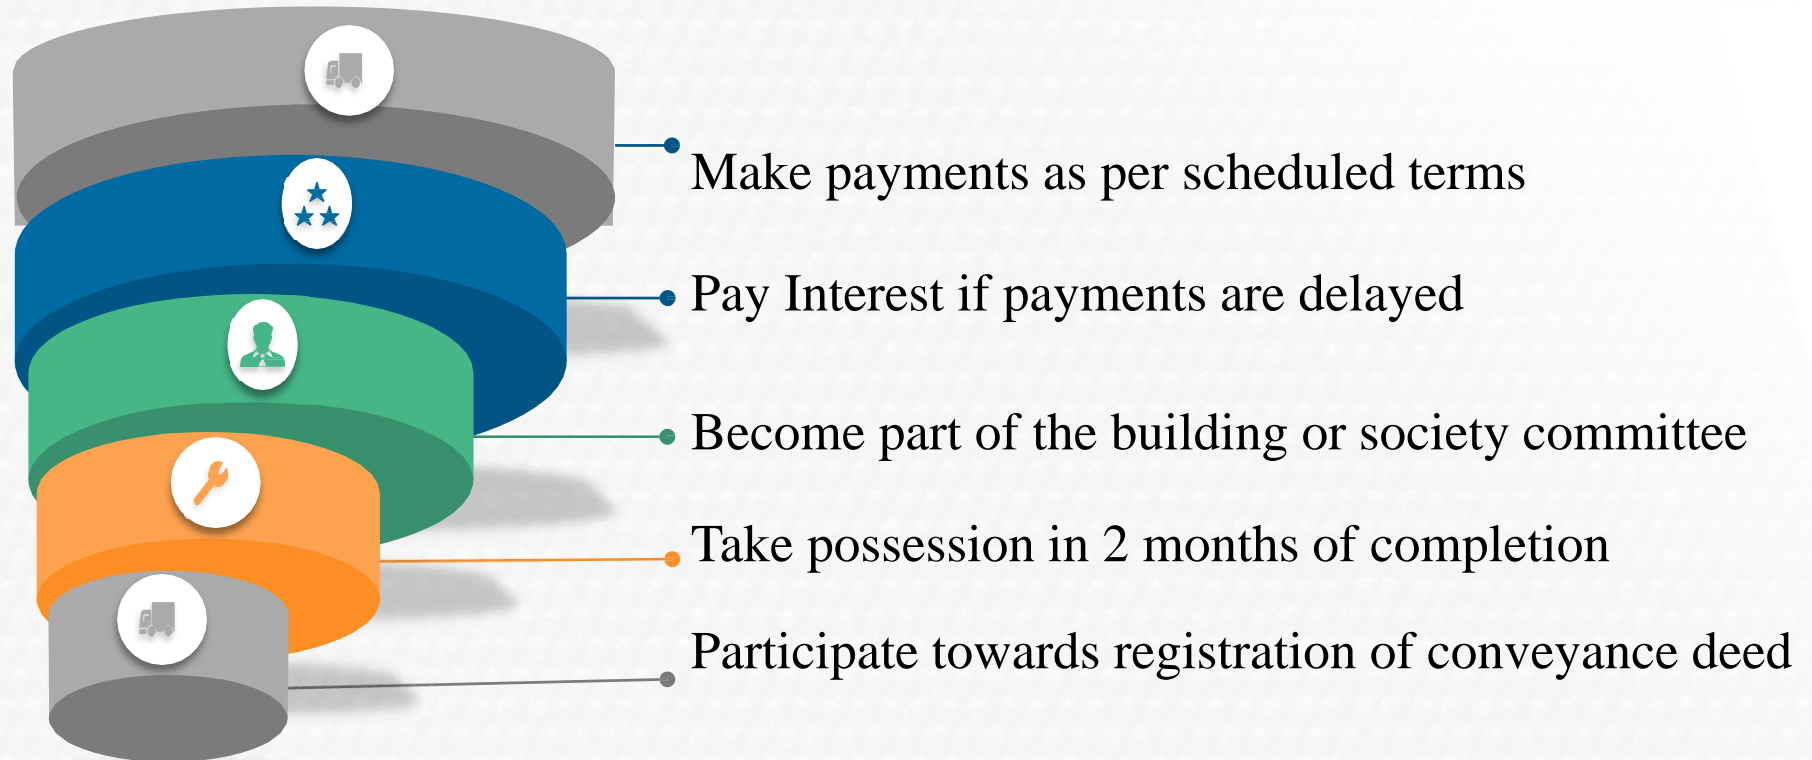 Make payments as per scheduled terms
Pay Interest if payments are delayed
Become part of the building or society committee
Take possession in 2 months of completion
Participate towards registration of conveyance deed